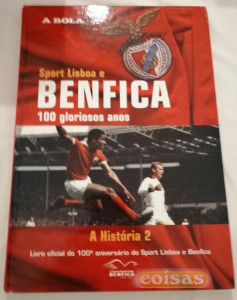 A BOLA
Sport Lisboa e
BENFICA
100 gloriosos anos
A História 2
Livro oficial do 100º aniversário do Sport Lisboa e Benfica
BENFICA
coisas